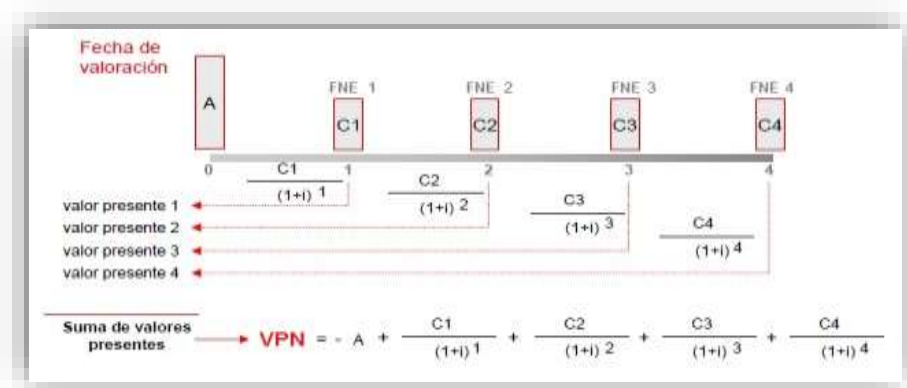 Fecha de
valoración
FNE 1 FNE 2 FNE 3 FNE 4
A
C1 C2 C3 C4
0 1 2 3 4
C1
(1+i) 1
C2
(1+i) 2
C3
(1+i) 3
C4
(1+i) 4
valor presente 1
valor presente 2
valor presente 3
valor presente 4
Suma de valores
presentes
VPN = - A + C1 / (1+i) 1 + C2 / (1+i) 2 + C3 / (1+i) 3 + C4 / (1+i) 4